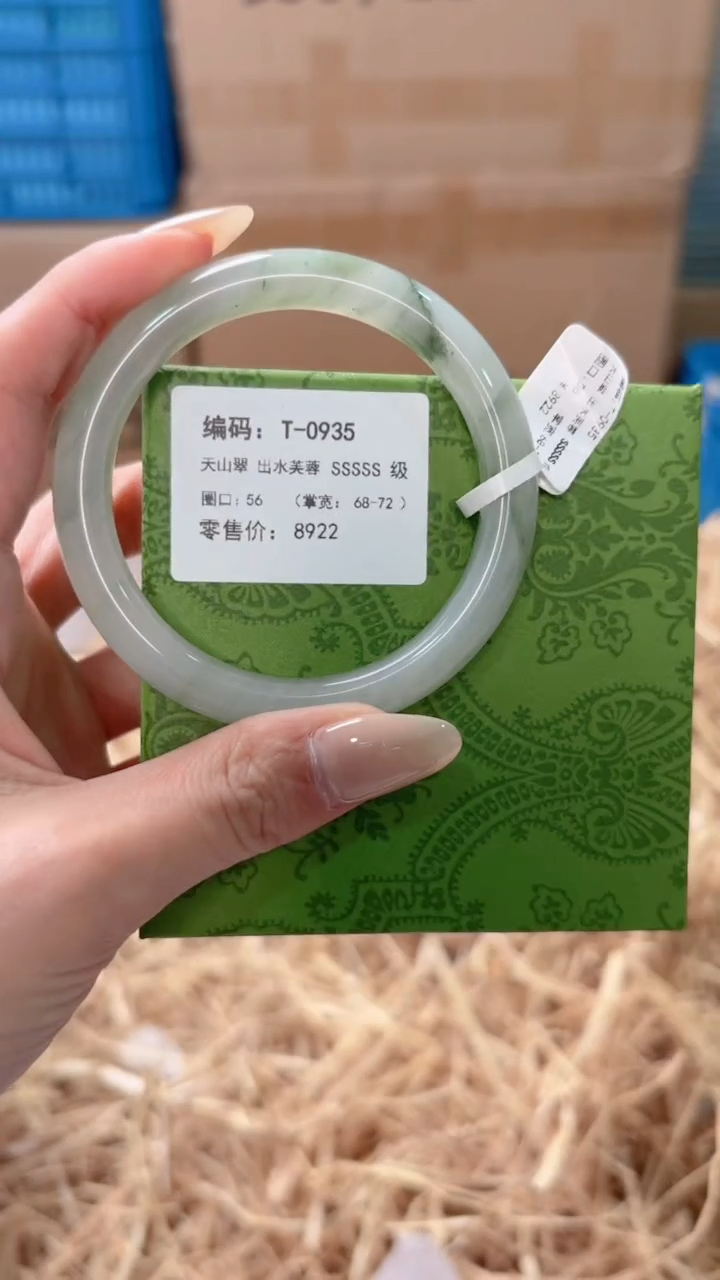 编码：T-0935
天山翠 出水芙蓉 SSSSS 级
圈口：56 （掌宽：68-72 ）
零售价：8922